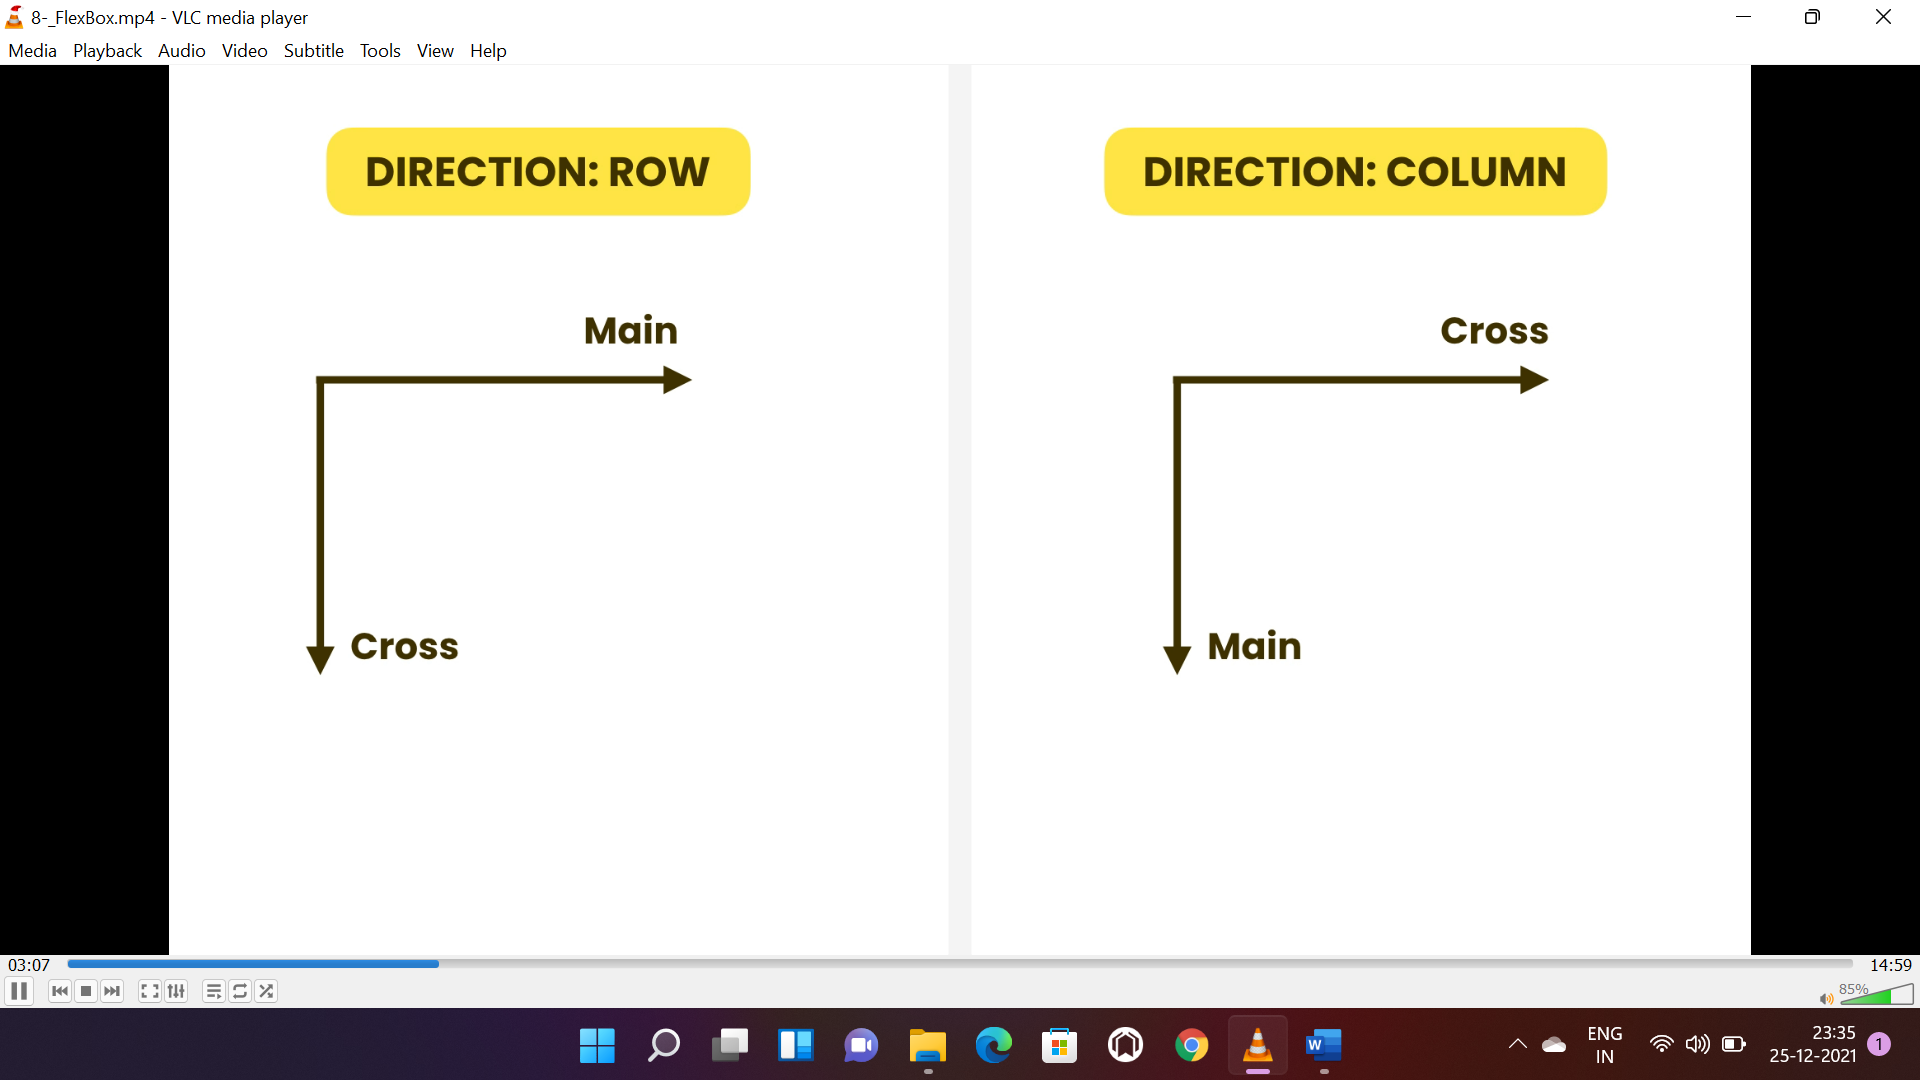 8-_FlexBox.mp4 - VLC media player
Media Playback Audio Video Subtitle Tools View Help
DIRECTION: ROW
Main
Cross
DIRECTION: COLUMN
Cross
Main
03:07
14:59
85%
W
ENG
IN
23:35
25-12-2021
1